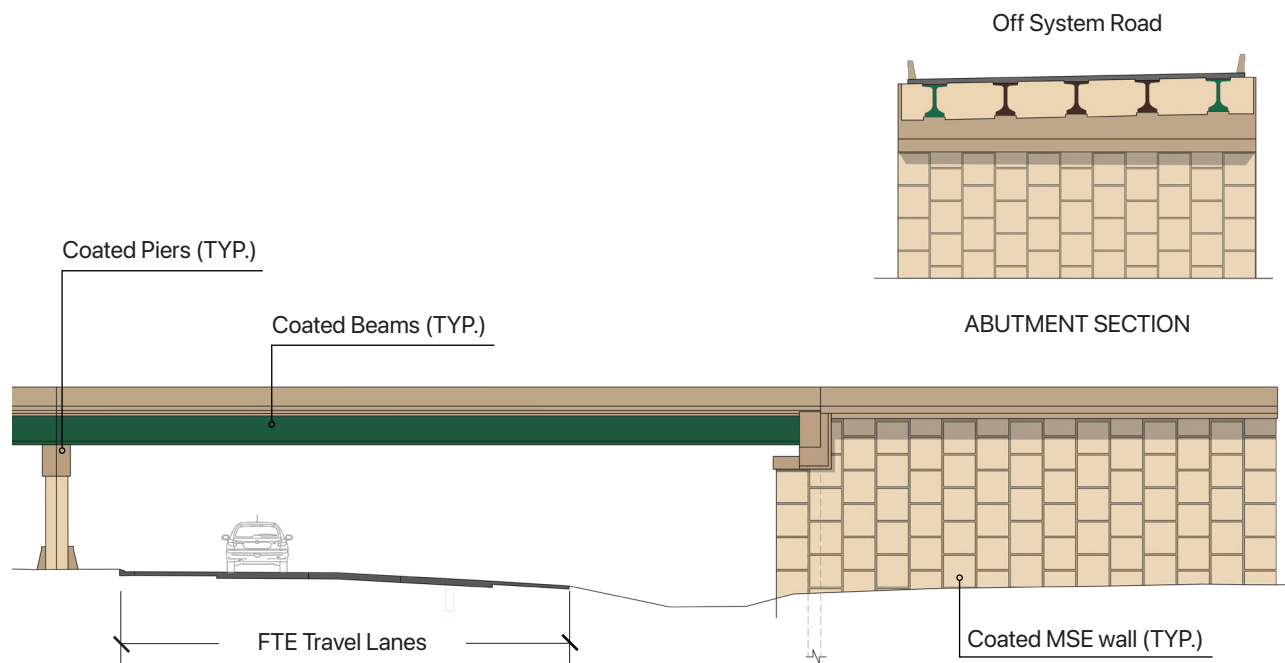 Off System Road
Coated Piers (TYP.)
Coated Beams (TYP.)
ABUTMENT SECTION
FTE Travel Lanes
Coated MSE wall (TYP.)